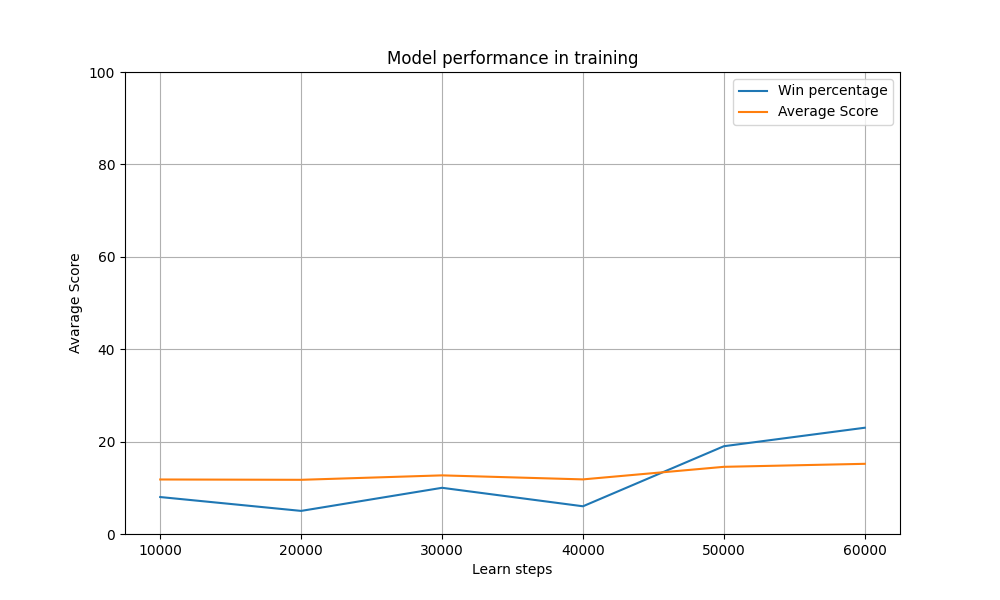 Model performance in training
100
80
60
40
20
0
Avarage Score
Win percentage
Average Score
10000
20000
30000
40000
50000
60000
Learn steps